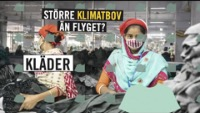 STÖRRE KLIMATBOV
ÄN FLYGET?
KLÄDER